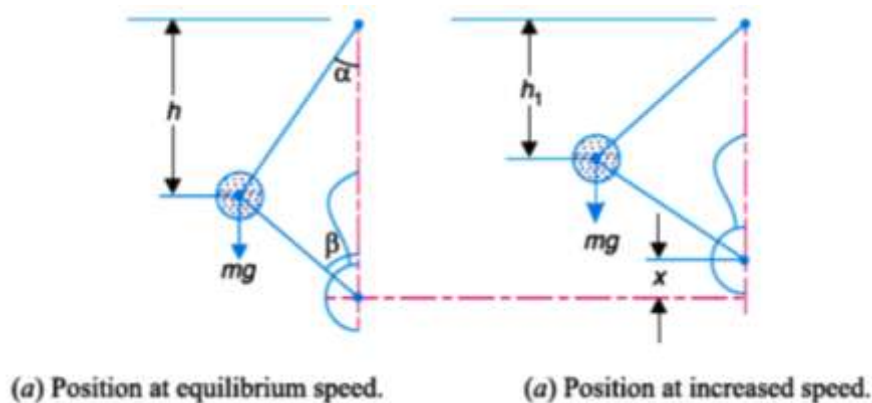 α
h
h₁
β
mg
mg
x
(a) Position at equilibrium speed.
(a) Position at increased speed.